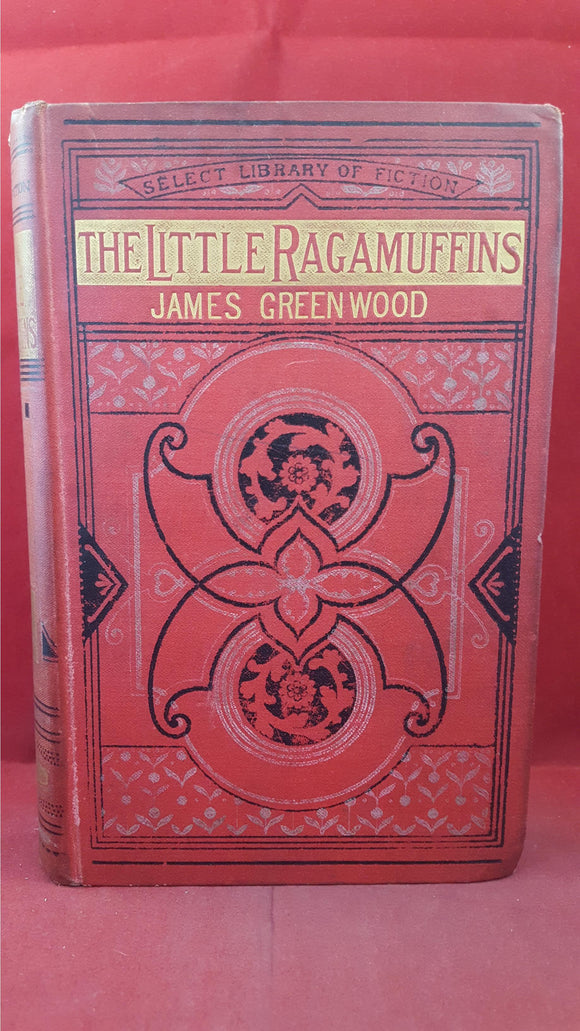 SELECT LIBRARY OF FICTION
THE LITTLE RAGAMUFFINS
JAMES GREENWOOD